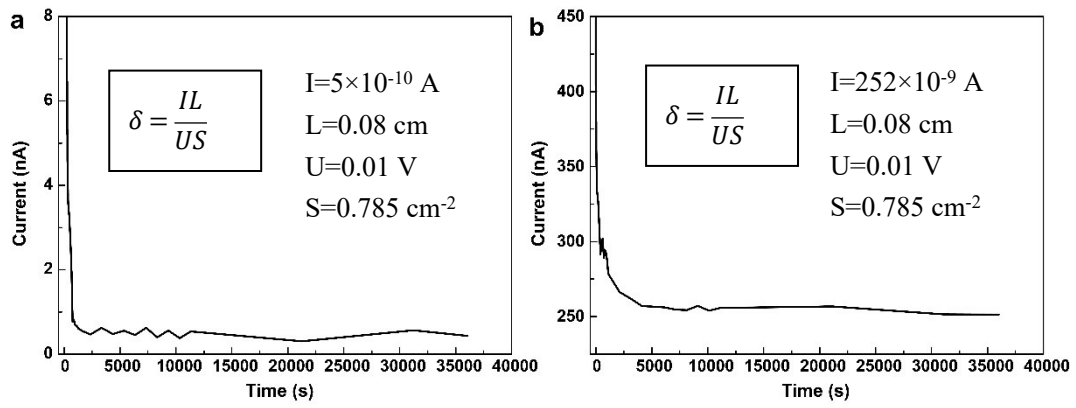 a
8
6
4
2
0
Current (nA)
δ = IL/US
I=5×10⁻¹⁰ A
L=0.08 cm
U=0.01 V
S=0.785 cm⁻²
0 5000 10000 15000 20000 25000 30000 35000 40000
Time (s)
b
450
400
350
300
250
Current (nA)
δ = IL/US
I=252×10⁻⁹ A
L=0.08 cm
U=0.01 V
S=0.785 cm⁻²
0 5000 10000 15000 20000 25000 30000 35000 40000
Time (s)